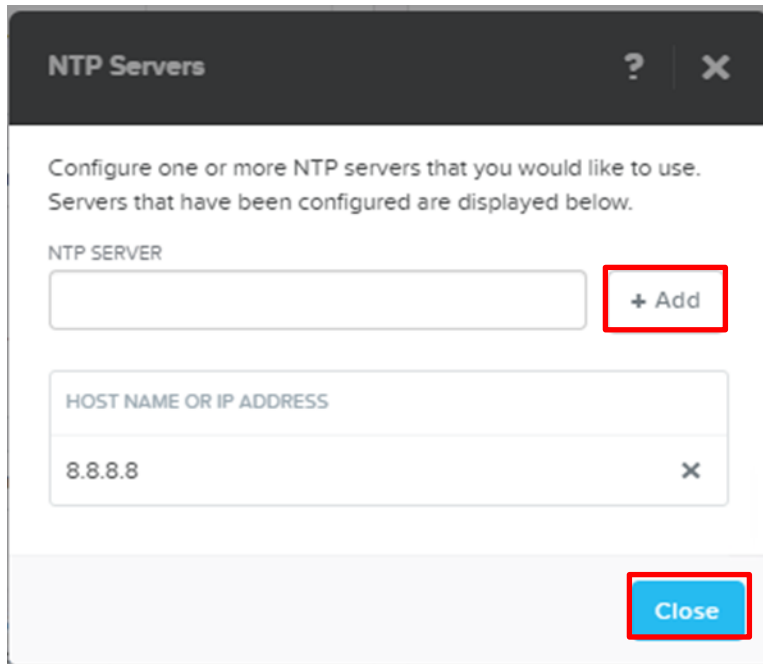 NTP Servers
?
Configure one or more NTP servers that you would like to use.
Servers that have been configured are displayed below.
NTP SERVER
+ Add
HOST NAME OR IP ADDRESS
8.8.8.8
Close